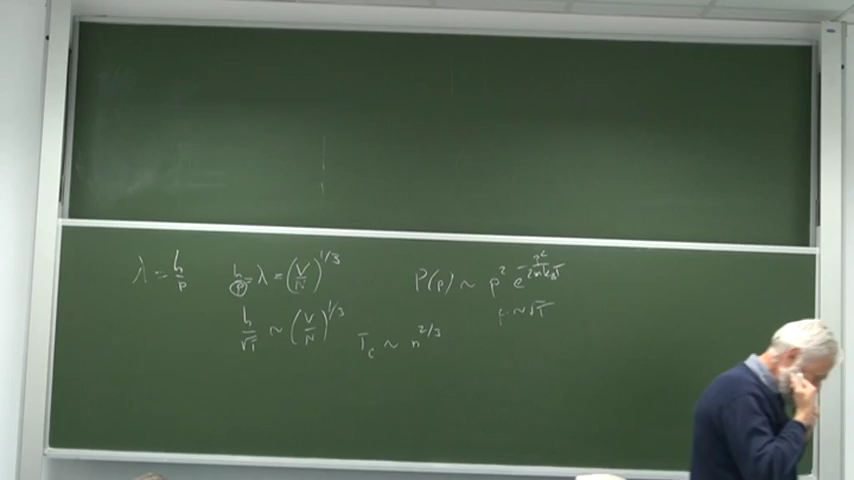 λ = h/p
h/p = λ = (V/N)^{1/3}
P(p) ~ p² e^{-p²/2mk_BT}
h/√T ~ (V/N)^{1/3}
p ~ √T
T_c ~ n^{2/3}